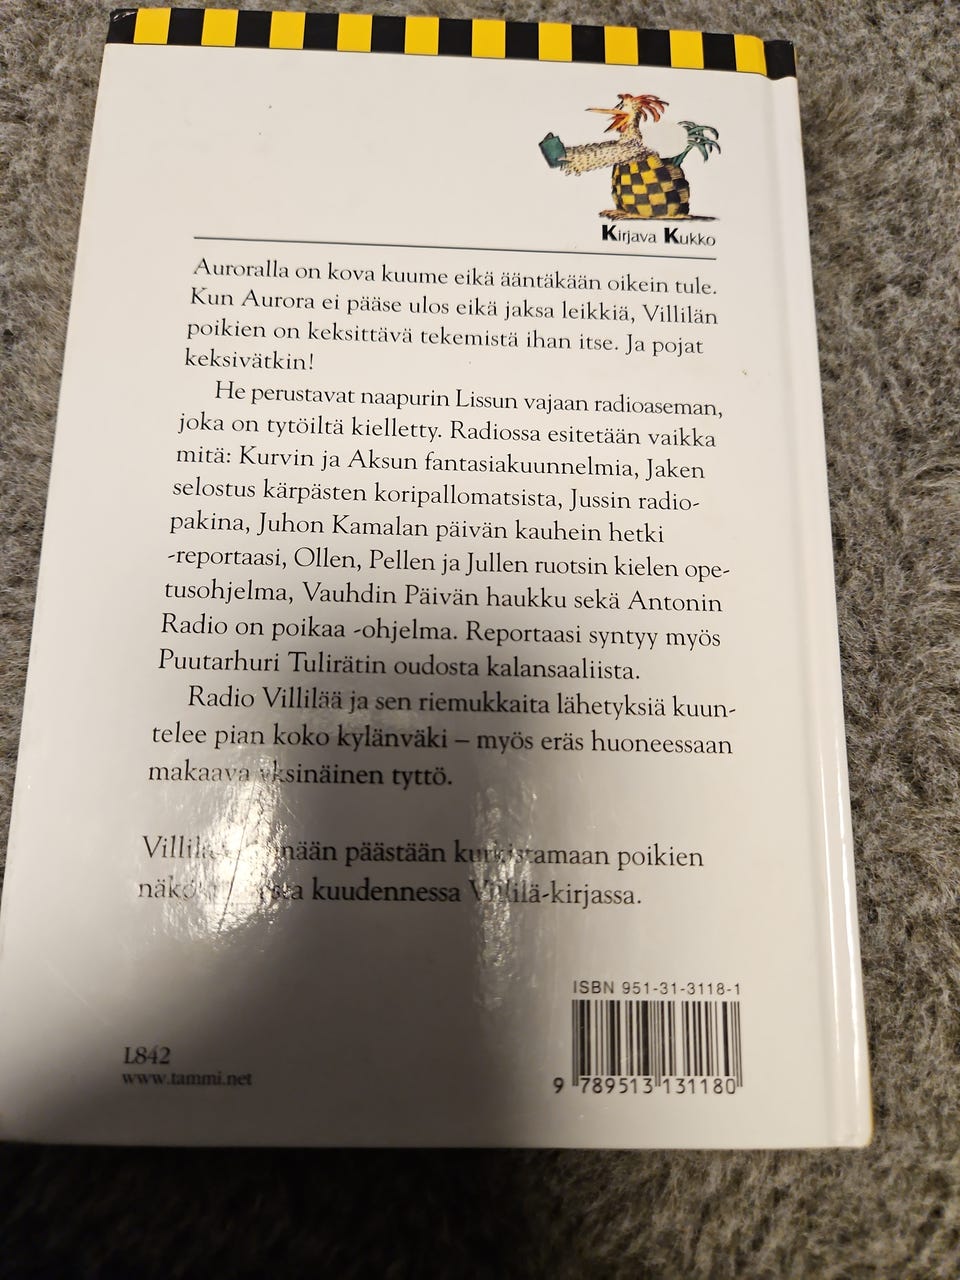 Kirjava Kukko
Auroralla on kova kuume eikä ääntäkään oikein tule.
Kun Aurora ei pääse ulos eikä jaksa leikkiä, Villilän
poikien on keksittävä tekemistä ihan itse. Ja pojat
keksivätkin!
He perustavat naapurin Lissun vajaan radioaseman,
joka on tytöiltä kielletty. Radiossa esitetään vaikka
mitä: Kurvin ja Aksun fantasiakuunnelmia, Jaken
selostus kärpästen koripallomatsista, Jussin radio-
pakina, Juhon Kamalan päivän kauhein hetki
-reportaasi, Ollen, Pellen ja Jullen ruotsin kielen ope-
tusohjelma, Vauhdin Päivän haukku sekä Antonin
Radio on poikaa -ohjelma. Reportaasi syntyy myös
Puutarhuri Tulirätin oudosta kalansaaliista.
Radio Villilää ja sen riemukkaita lähetyksiä kuun-
telee pian koko kylänväki – myös eräs huoneessaan
makaava yksinäinen tyttö.
päästään kurkistamaan poikien
kuudennessa Villilä-kirjassa.
ISBN 951-31-3118-1
9 789513 131180
L842
www.tammi.net